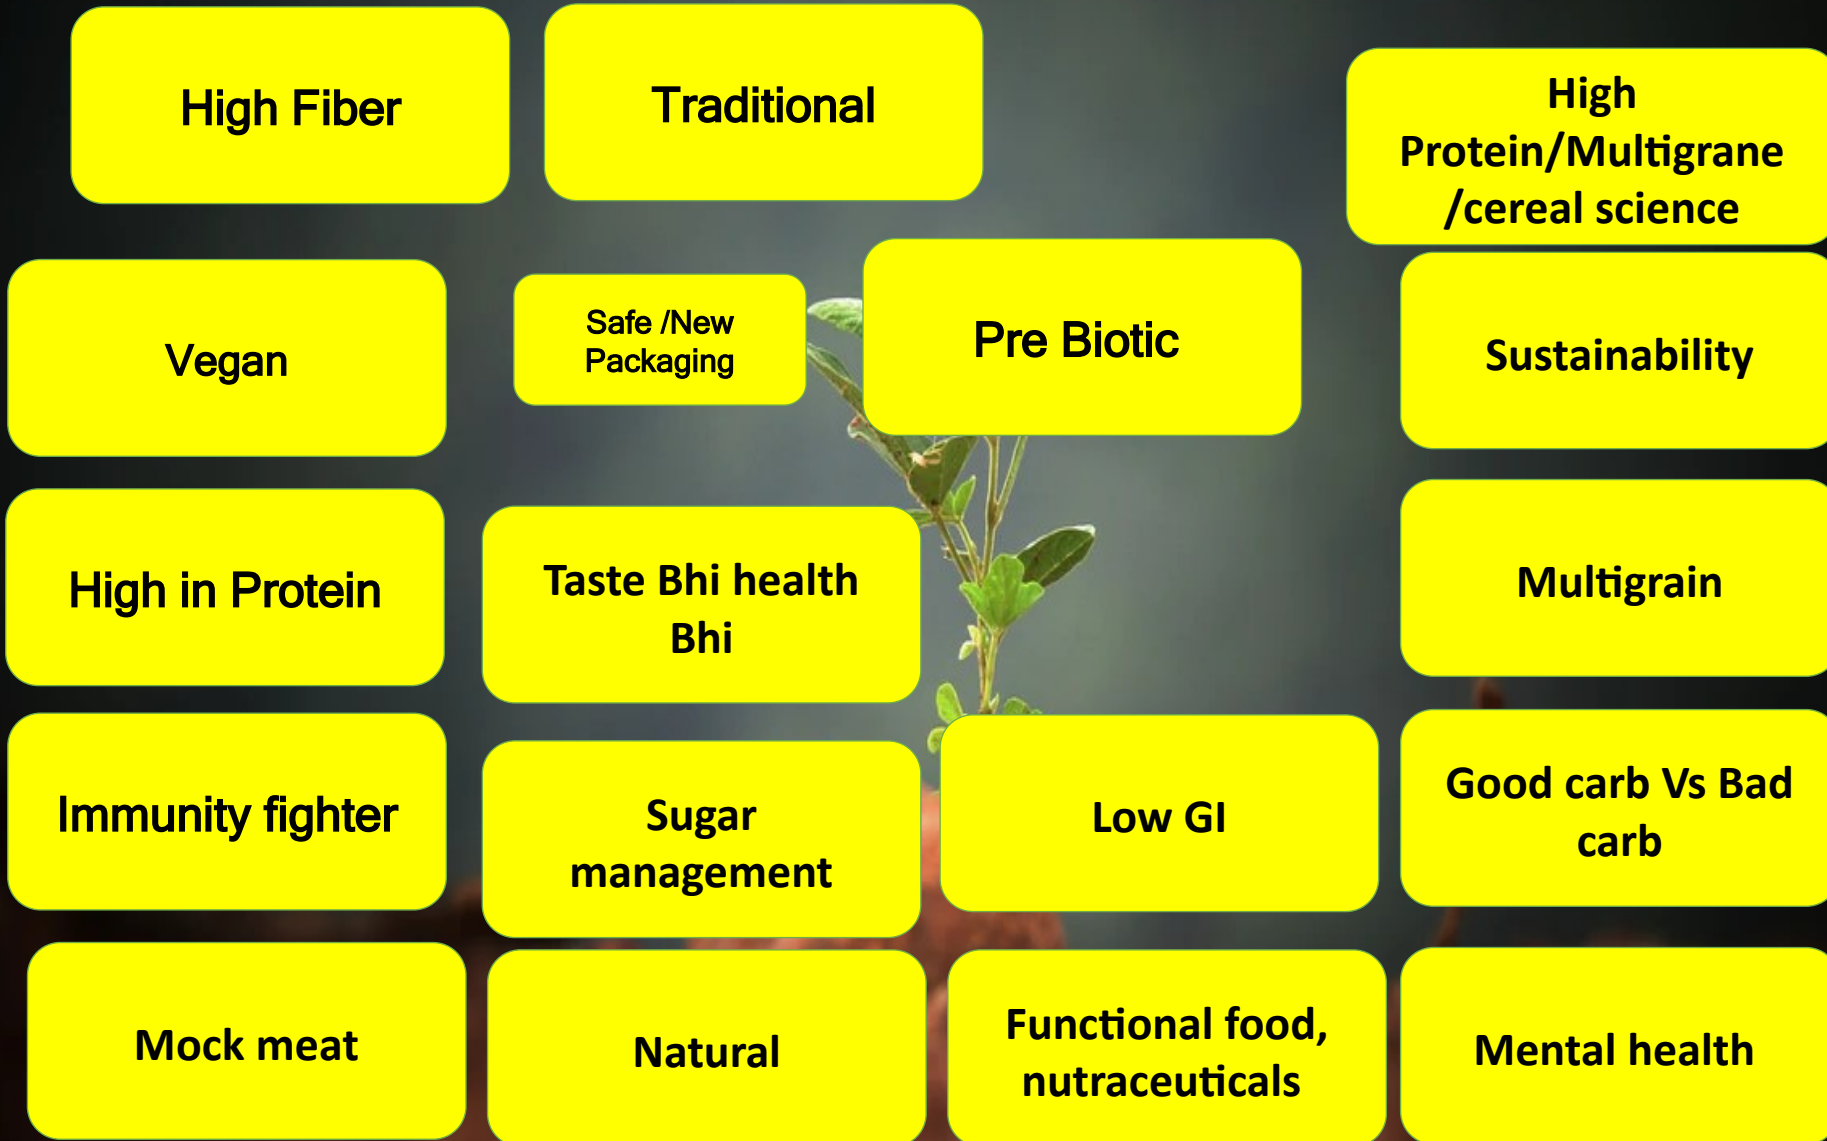 High Fiber
Traditional
High
Protein/Multigrane
/cereal science
Vegan
Safe /New
Packaging
Pre Biotic
Sustainability
High in Protein
Taste Bhi health
Bhi
Multigrain
Immunity fighter
Sugar
management
Low GI
Good carb Vs Bad
carb
Mock meat
Natural
Functional food,
nutraceuticals
Mental health